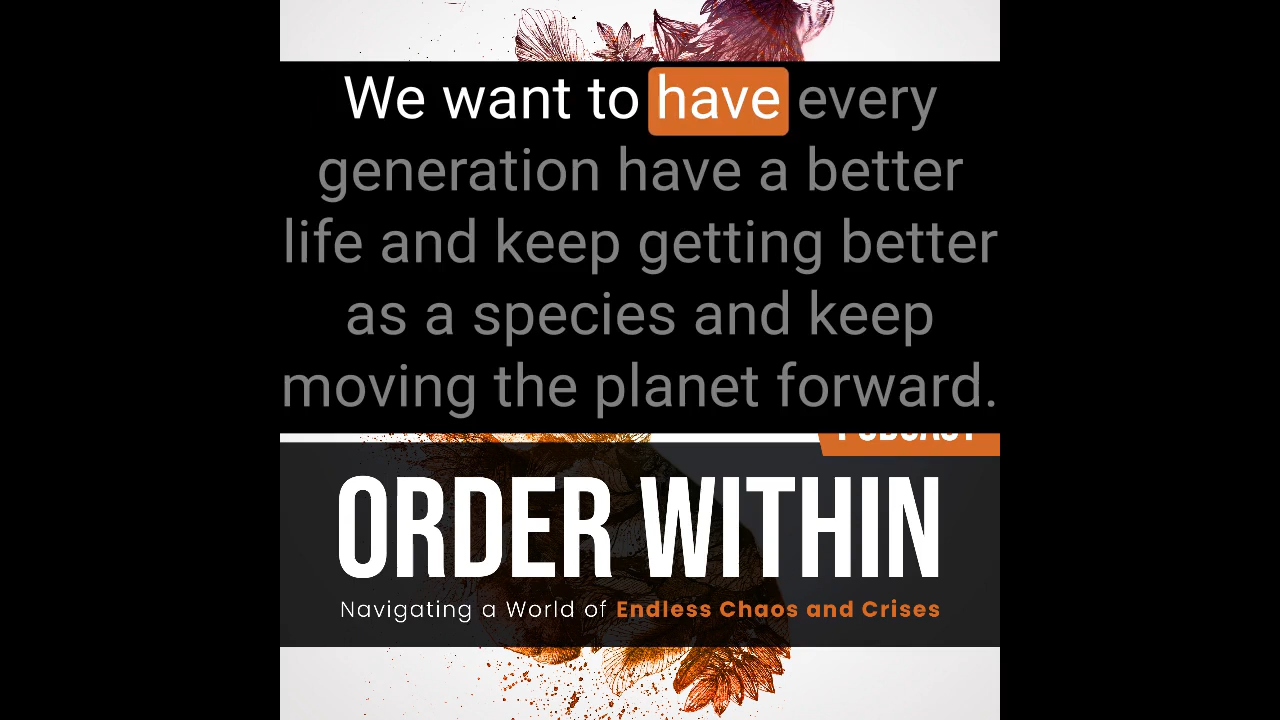 We want to have every
generation have a better
life and keep getting better
as a species and keep
moving the planet forward.
PODCAST
ORDER WITHIN
Navigating a World of Endless Chaos and Crises